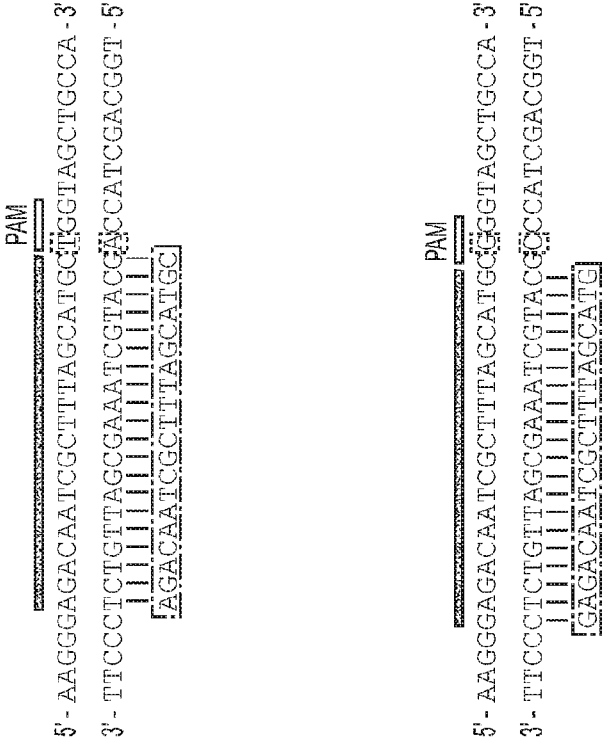 PAM
5'- AAGGGAGACAATCGCTTTAGCATGCTGGTAGCTGCCA - 3'
3'- TTCCCTCTGTTAGCGAAATCGTACGACCATCGACGGT - 5'
AGACAATCGCTTTAGCATGC
PAM
5'- AAGGGAGACAATCGCTTTAGCATGCGGGTAGCTGCCA - 3'
3'- TTCCCTCTGTTAGCGAAATCGTACGCCCATCGACGGT - 5'
GAGACAATCGCTTTAGCATG